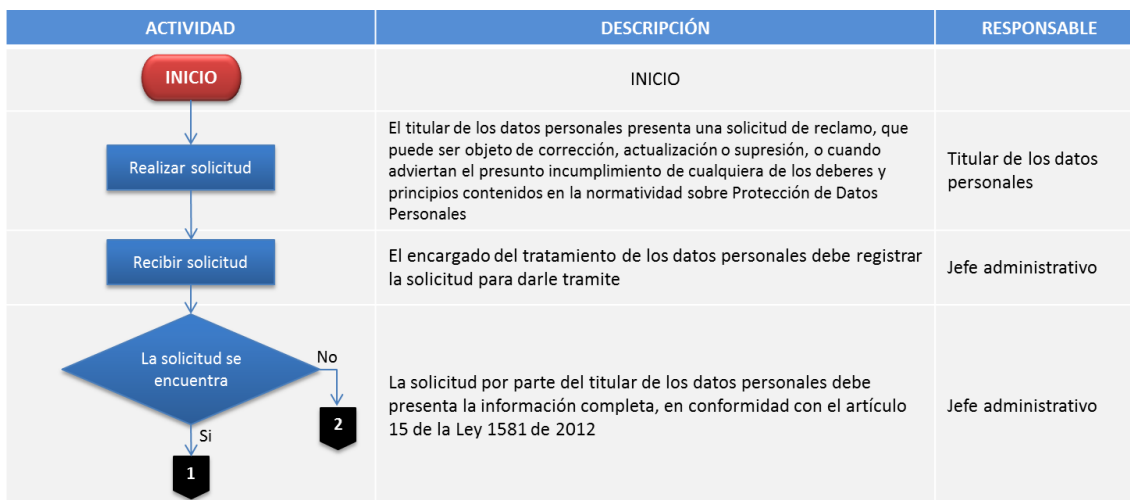 ACTIVIDAD
DESCRIPCIÓN
RESPONSABLE
INICIO
INICIO
Realizar solicitud
El titular de los datos personales presenta una solicitud de reclamo, que
puede ser objeto de corrección, actualización o supresión, o cuando
adviertan el presunto incumplimiento de cualquiera de los deberes y
principios contenidos en la normatividad sobre Protección de Datos
Personales
Titular de los datos
personales
Recibir solicitud
El encargado del tratamiento de los datos personales debe registrar
la solicitud para darle tramite
Jefe administrativo
La solicitud se
encuentra
No
2
Si
1
La solicitud por parte del titular de los datos personales debe
presenta la información completa, en conformidad con el artículo
15 de la Ley 1581 de 2012
Jefe administrativo